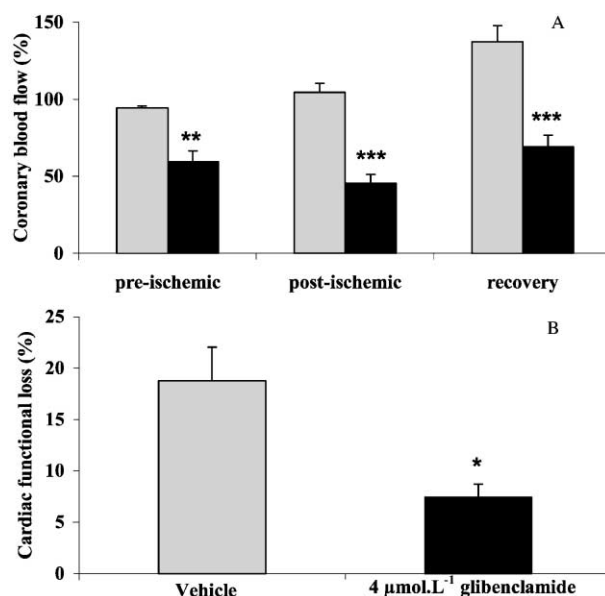 A
Coronary blood flow (%)
150
100
50
0
**
***
***
pre-ischemic post-ischemic recovery
B
Cardiac functional loss (%)
25
20
15
10
5
0
*
Vehicle 4 µmol.L⁻¹ glibenclamide